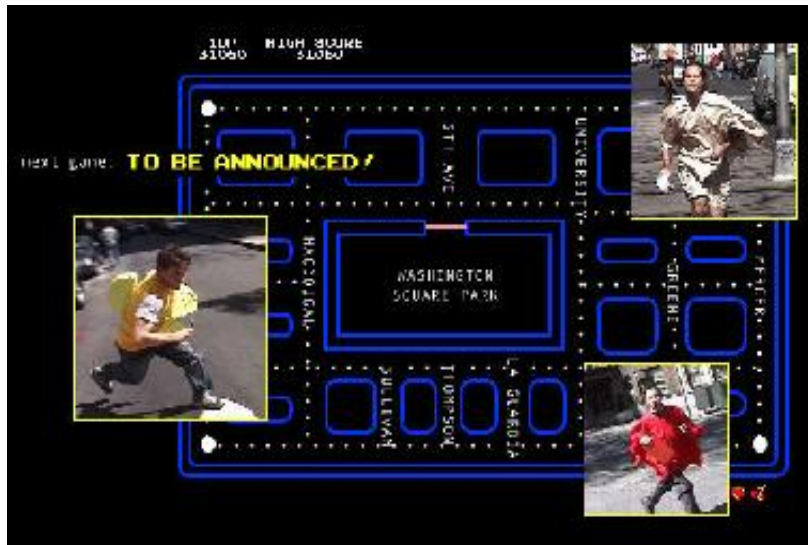 1UP HIGH SCORE
31060 31060
next game: TO BE ANNOUNCED!
5TH AVE
UNIVERSITY
MACDOUGAL
WASHINGTON
SQUARE PARK
GREENE
MERCER
SULLIVAN
THOMPSON
LA GUARDIA